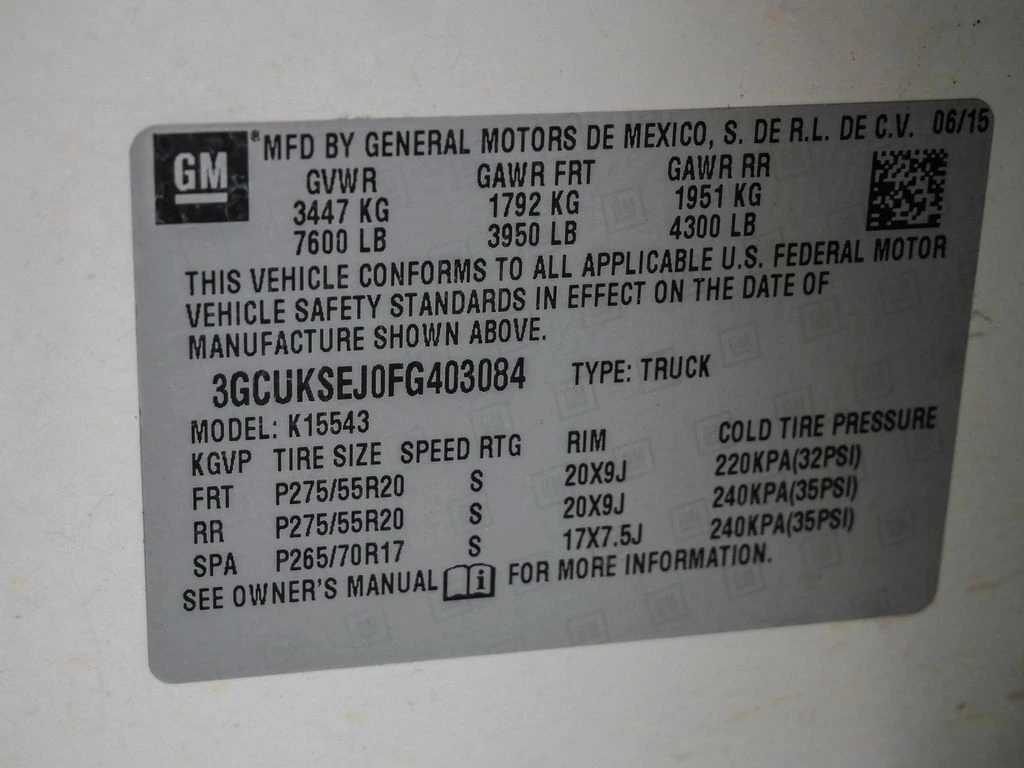 GM
® MFD BY GENERAL MOTORS DE MEXICO, S. DE R.L. DE C.V. 06/15
GVWR GAWR FRT GAWR RR
3447 KG 1792 KG 1951 KG
7600 LB 3950 LB 4300 LB
THIS VEHICLE CONFORMS TO ALL APPLICABLE U.S. FEDERAL MOTOR
VEHICLE SAFETY STANDARDS IN EFFECT ON THE DATE OF
MANUFACTURE SHOWN ABOVE.
3GCUKSEJ0FG403084 TYPE: TRUCK
MODEL: K15543
KGVP TIRE SIZE SPEED RTG RIM COLD TIRE PRESSURE
FRT P275/55R20 S 20X9J 220KPA(32PSI)
RR P275/55R20 S 20X9J 240KPA(35PSI)
SPA P265/70R17 S 17X7.5J 240KPA(35PSI)
SEE OWNER'S MANUAL i FOR MORE INFORMATION.